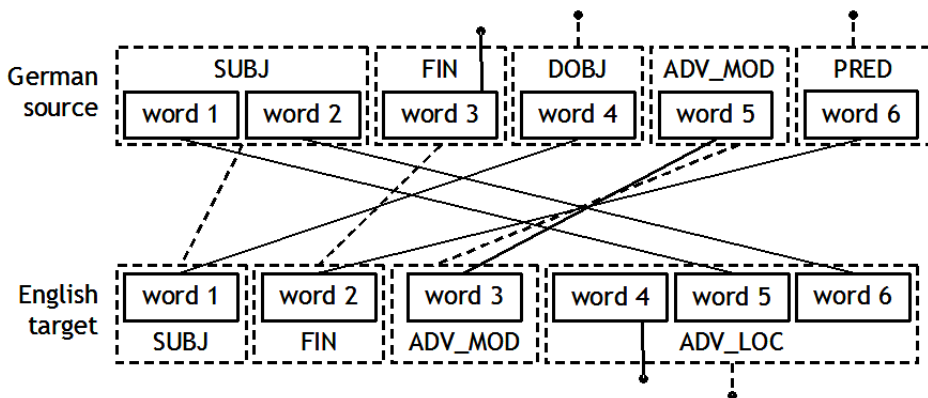 German source
SUBJ FIN DOBJ ADV_MOD PRED
word 1 word 2 word 3 word 4 word 5 word 6
English target
word 1 word 2 word 3 word 4 word 5 word 6
SUBJ FIN ADV_MOD ADV_LOC